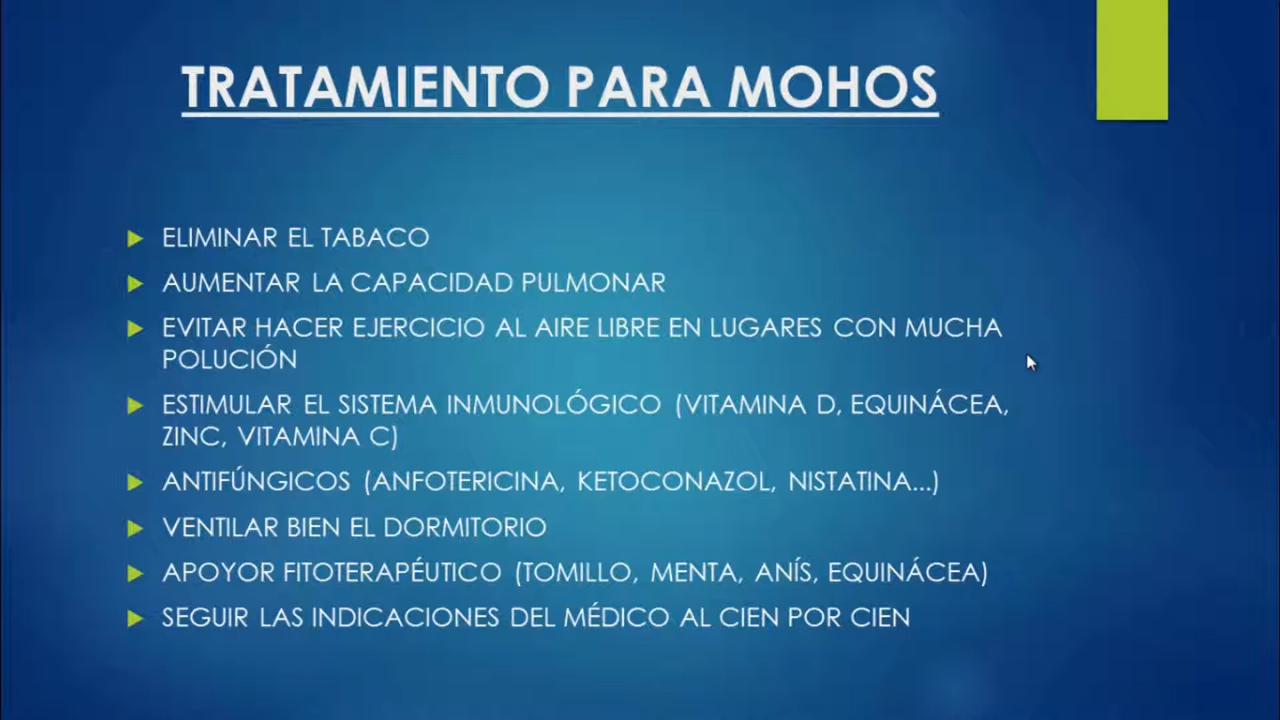 TRATAMIENTO PARA MOHOS
ELIMINAR EL TABACO
AUMENTAR LA CAPACIDAD PULMONAR
EVITAR HACER EJERCICIO AL AIRE LIBRE EN LUGARES CON MUCHA
POLUCIÓN
ESTIMULAR EL SISTEMA INMUNOLÓGICO (VITAMINA D, EQUINÁCEA,
ZINC, VITAMINA C)
ANTIFÚNGICOS (ANFOTERICINA, KETOCONAZOL, NISTATINA...)
VENTILAR BIEN EL DORMITORIO
APOYOR FITOTERAPÉUTICO (TOMILLO, MENTA, ANÍS, EQUINÁCEA)
SEGUIR LAS INDICACIONES DEL MÉDICO AL CIEN POR CIEN